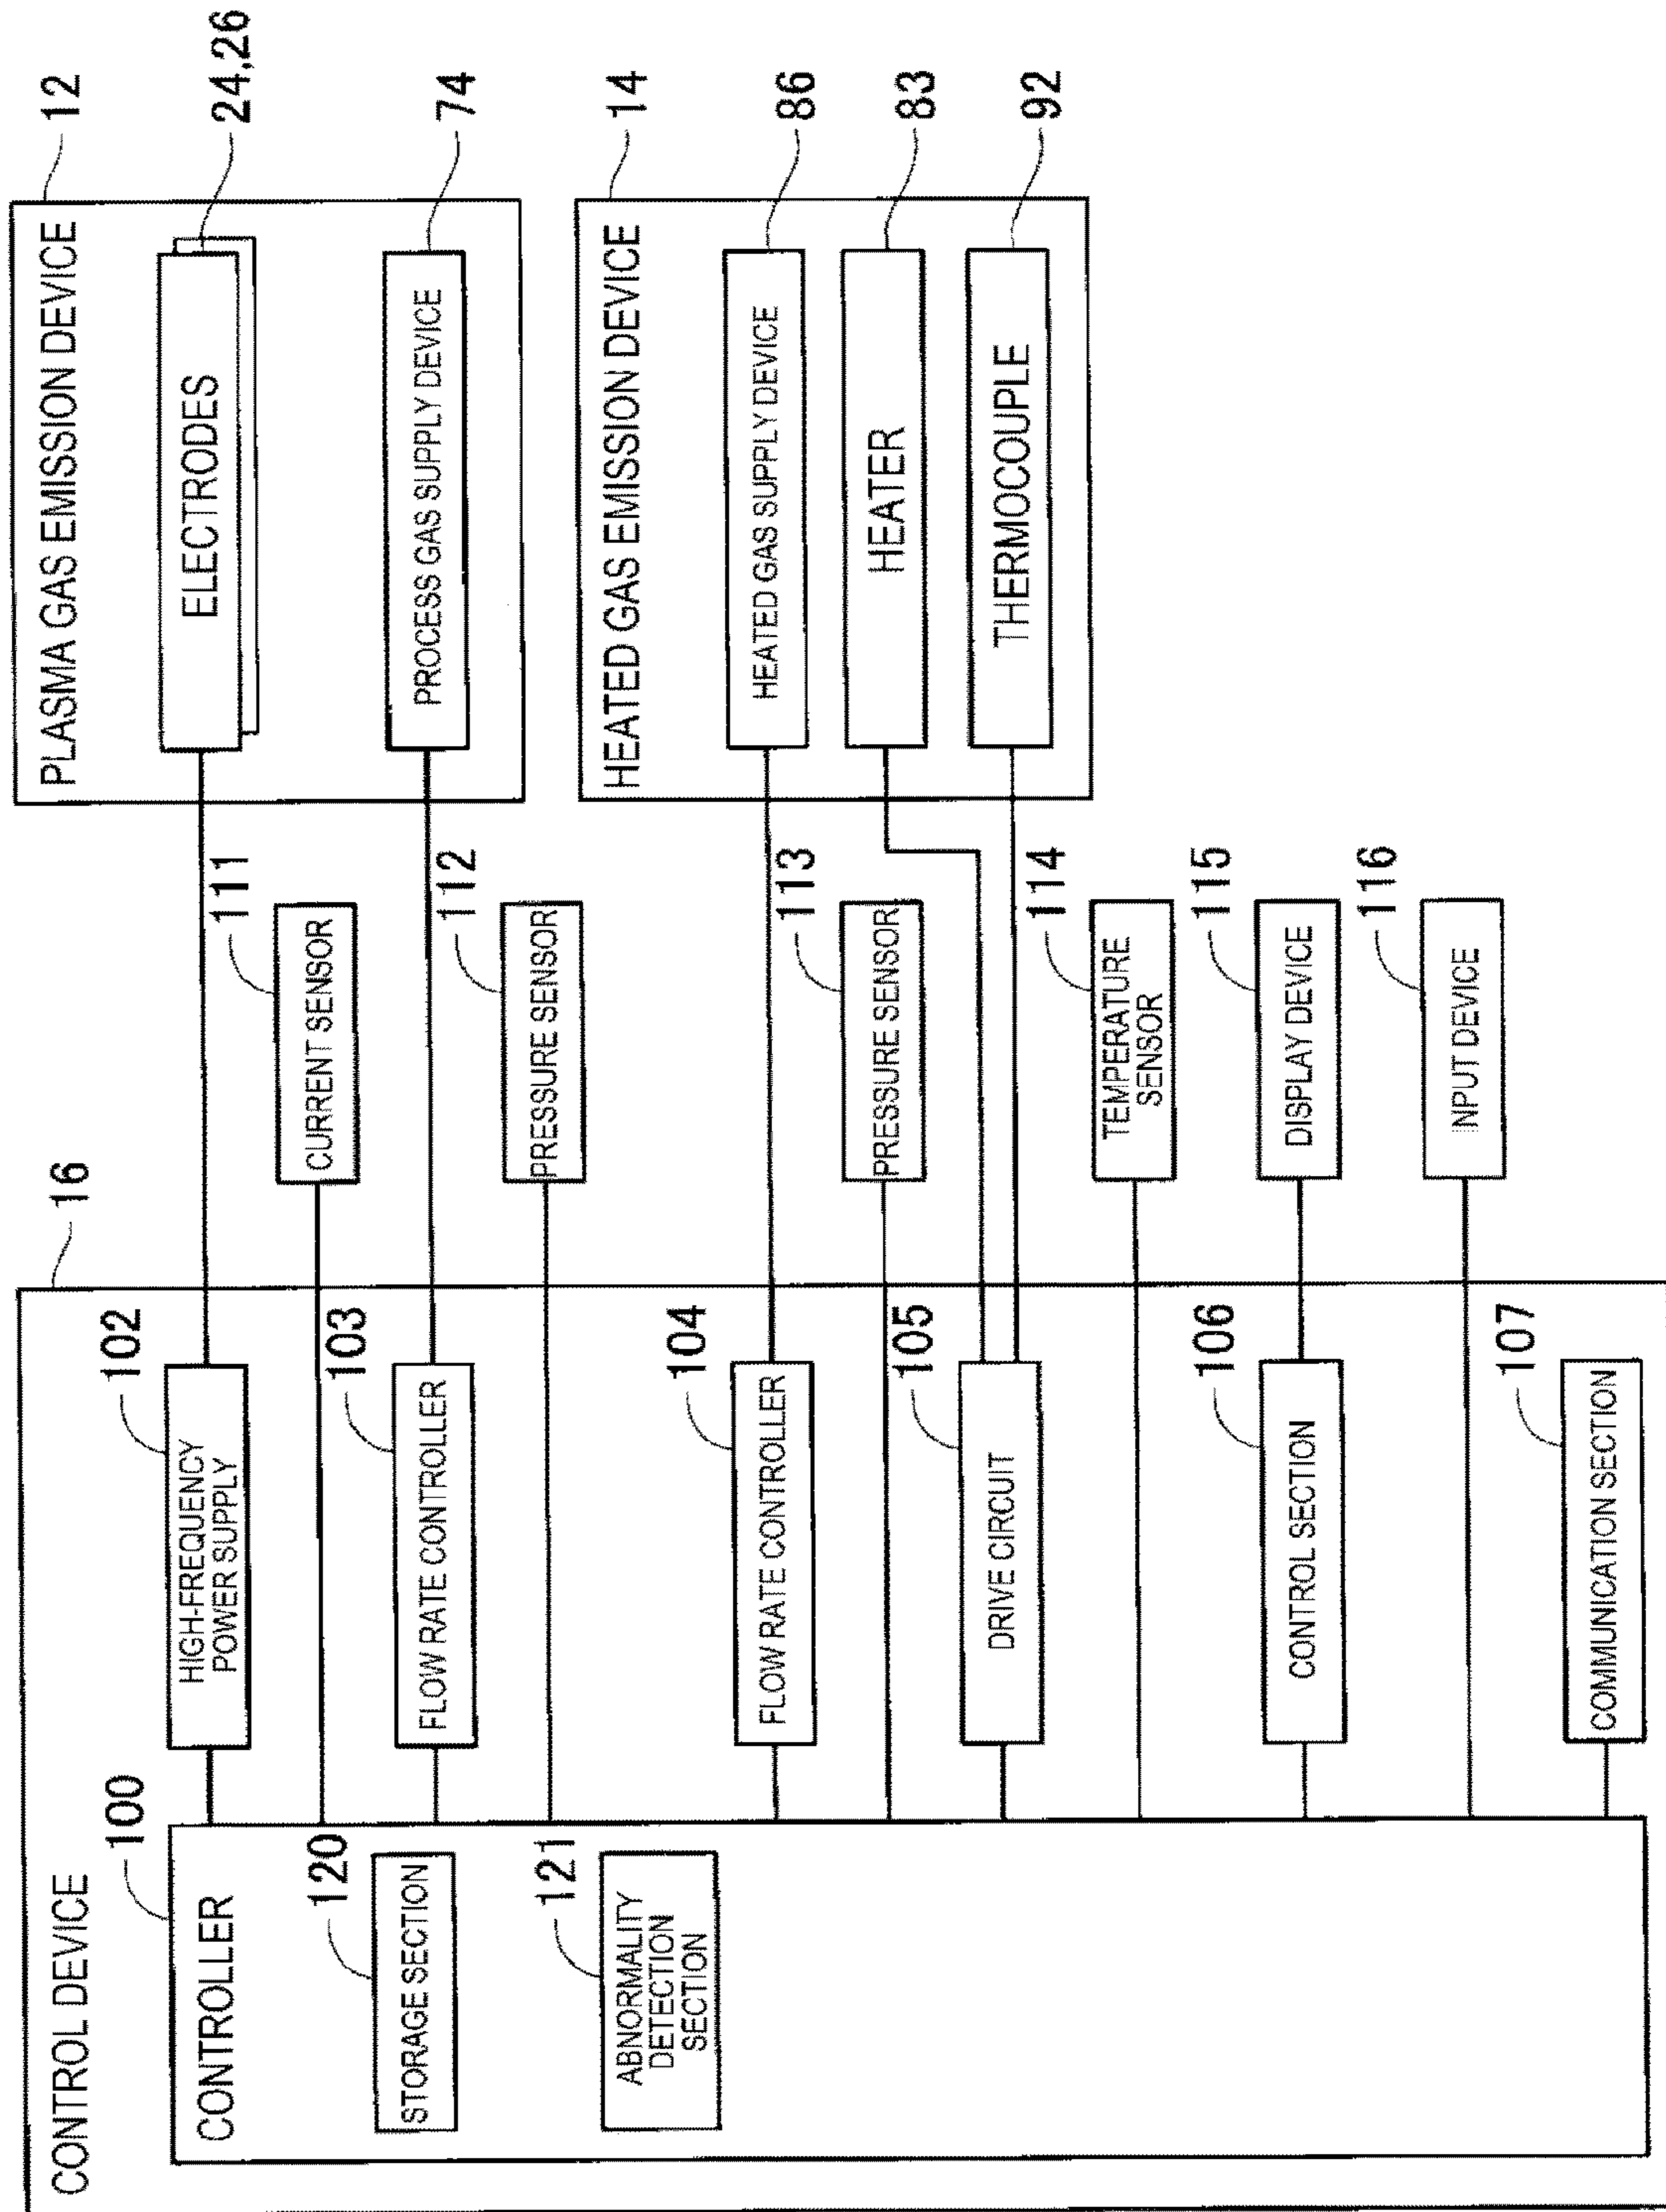 CONTROL DEVICE
16
CONTROLLER
100
STORAGE SECTION
120
ABNORMALITY
DETECTION
SECTION
121
HIGH-FREQUENCY
POWER SUPPLY
102
FLOW RATE CONTROLLER
103
FLOW RATE CONTROLLER
104
DRIVE CIRCUIT
105
CONTROL SECTION
106
COMMUNICATION SECTION
107
CURRENT SENSOR
111
PRESSURE SENSOR
112
PRESSURE SENSOR
113
TEMPERATURE
SENSOR
114
DISPLAY DEVICE
115
INPUT DEVICE
116
PLASMA GAS EMISSION DEVICE
12
ELECTRODES
24,26
PROCESS GAS SUPPLY DEVICE
74
HEATED GAS EMISSION DEVICE
14
HEATED GAS SUPPLY DEVICE
86
HEATER
83
THERMOCOUPLE
92